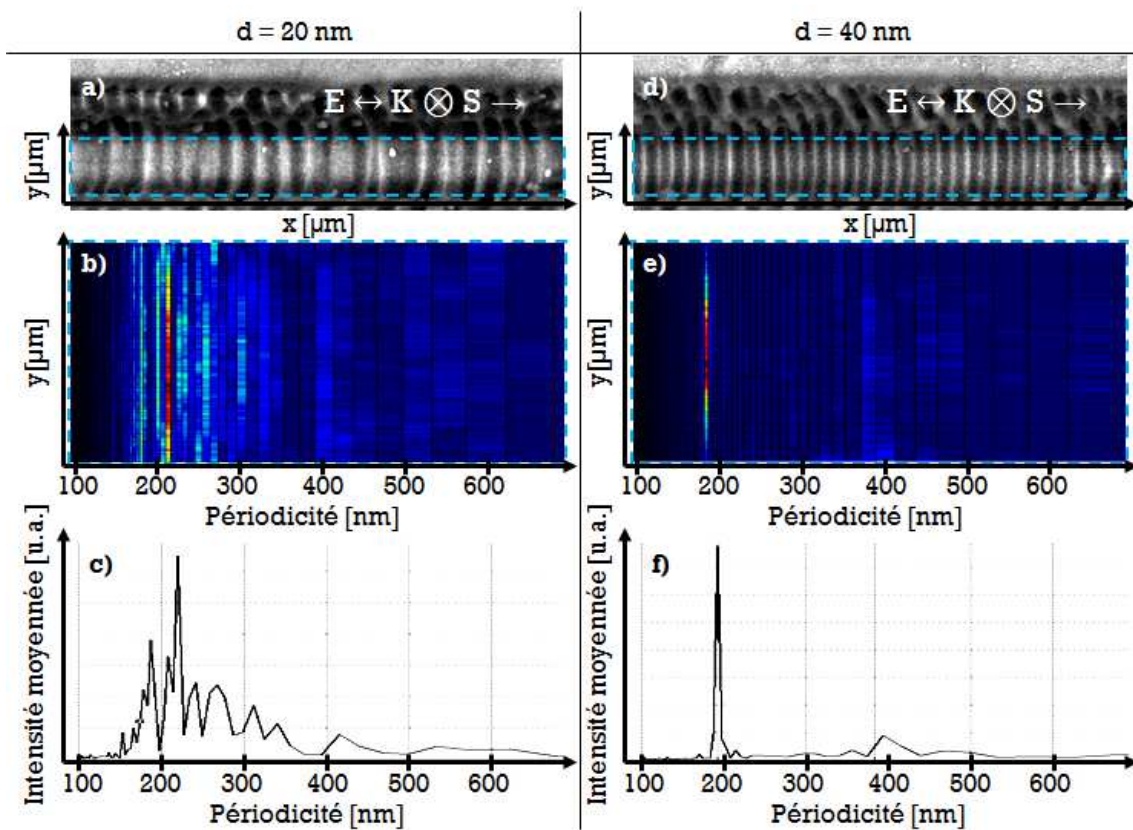 d = 20 nm
d = 40 nm
a)
E ↔ K ⊗ S →
y[µm]
x [µm]
d)
E ↔ K ⊗ S →
y[µm]
x [µm]
b)
y[µm]
100 200 300 400 500 600
Périodicité [nm]
e)
y[µm]
100 200 300 400 500 600
Périodicité [nm]
c)
Intensité moyennée [u.a.]
100 200 300 400 500 600
Périodicité [nm]
f)
Intensité moyennée [u.a.]
100 200 300 400 500 600
Périodicité [nm]